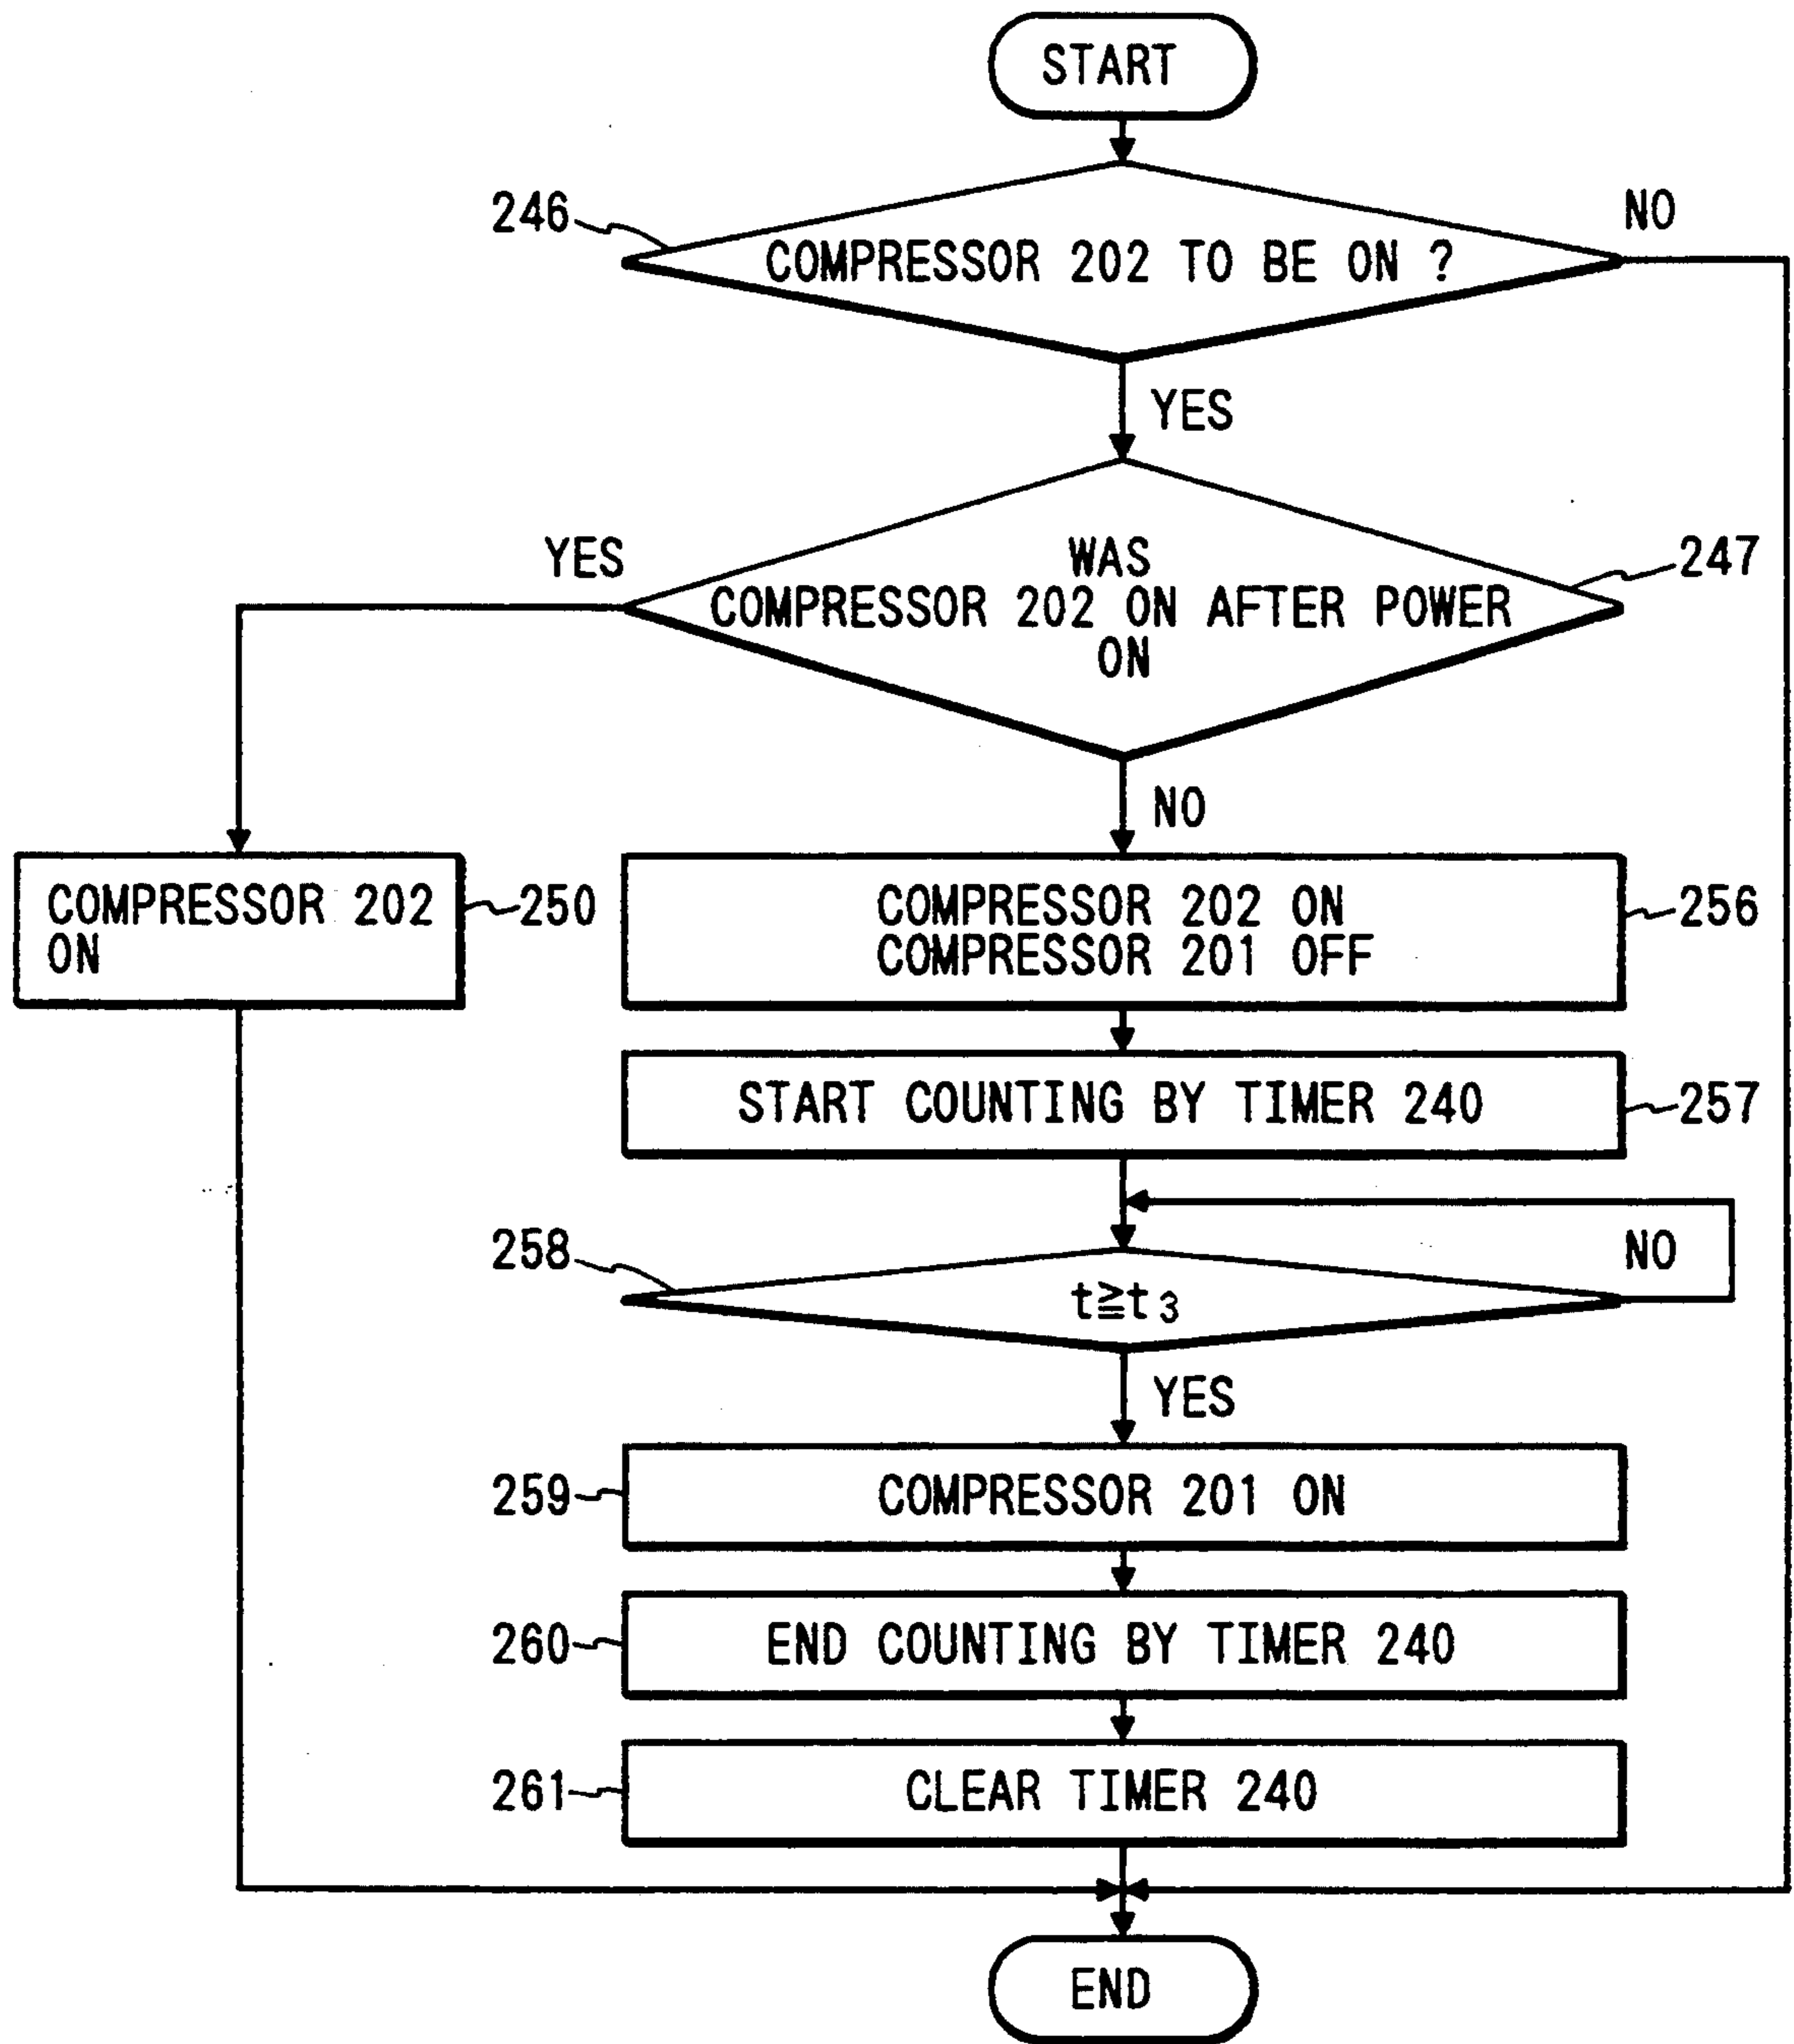 START
246
NO
COMPRESSOR 202 TO BE ON ?
YES
YES
247
WAS
COMPRESSOR 202 ON AFTER POWER
ON
NO
COMPRESSOR 202
ON
250
COMPRESSOR 202 ON
COMPRESSOR 201 OFF
256
START COUNTING BY TIMER 240
257
258
NO
t≧t3
YES
259
COMPRESSOR 201 ON
260
END COUNTING BY TIMER 240
261
CLEAR TIMER 240
END